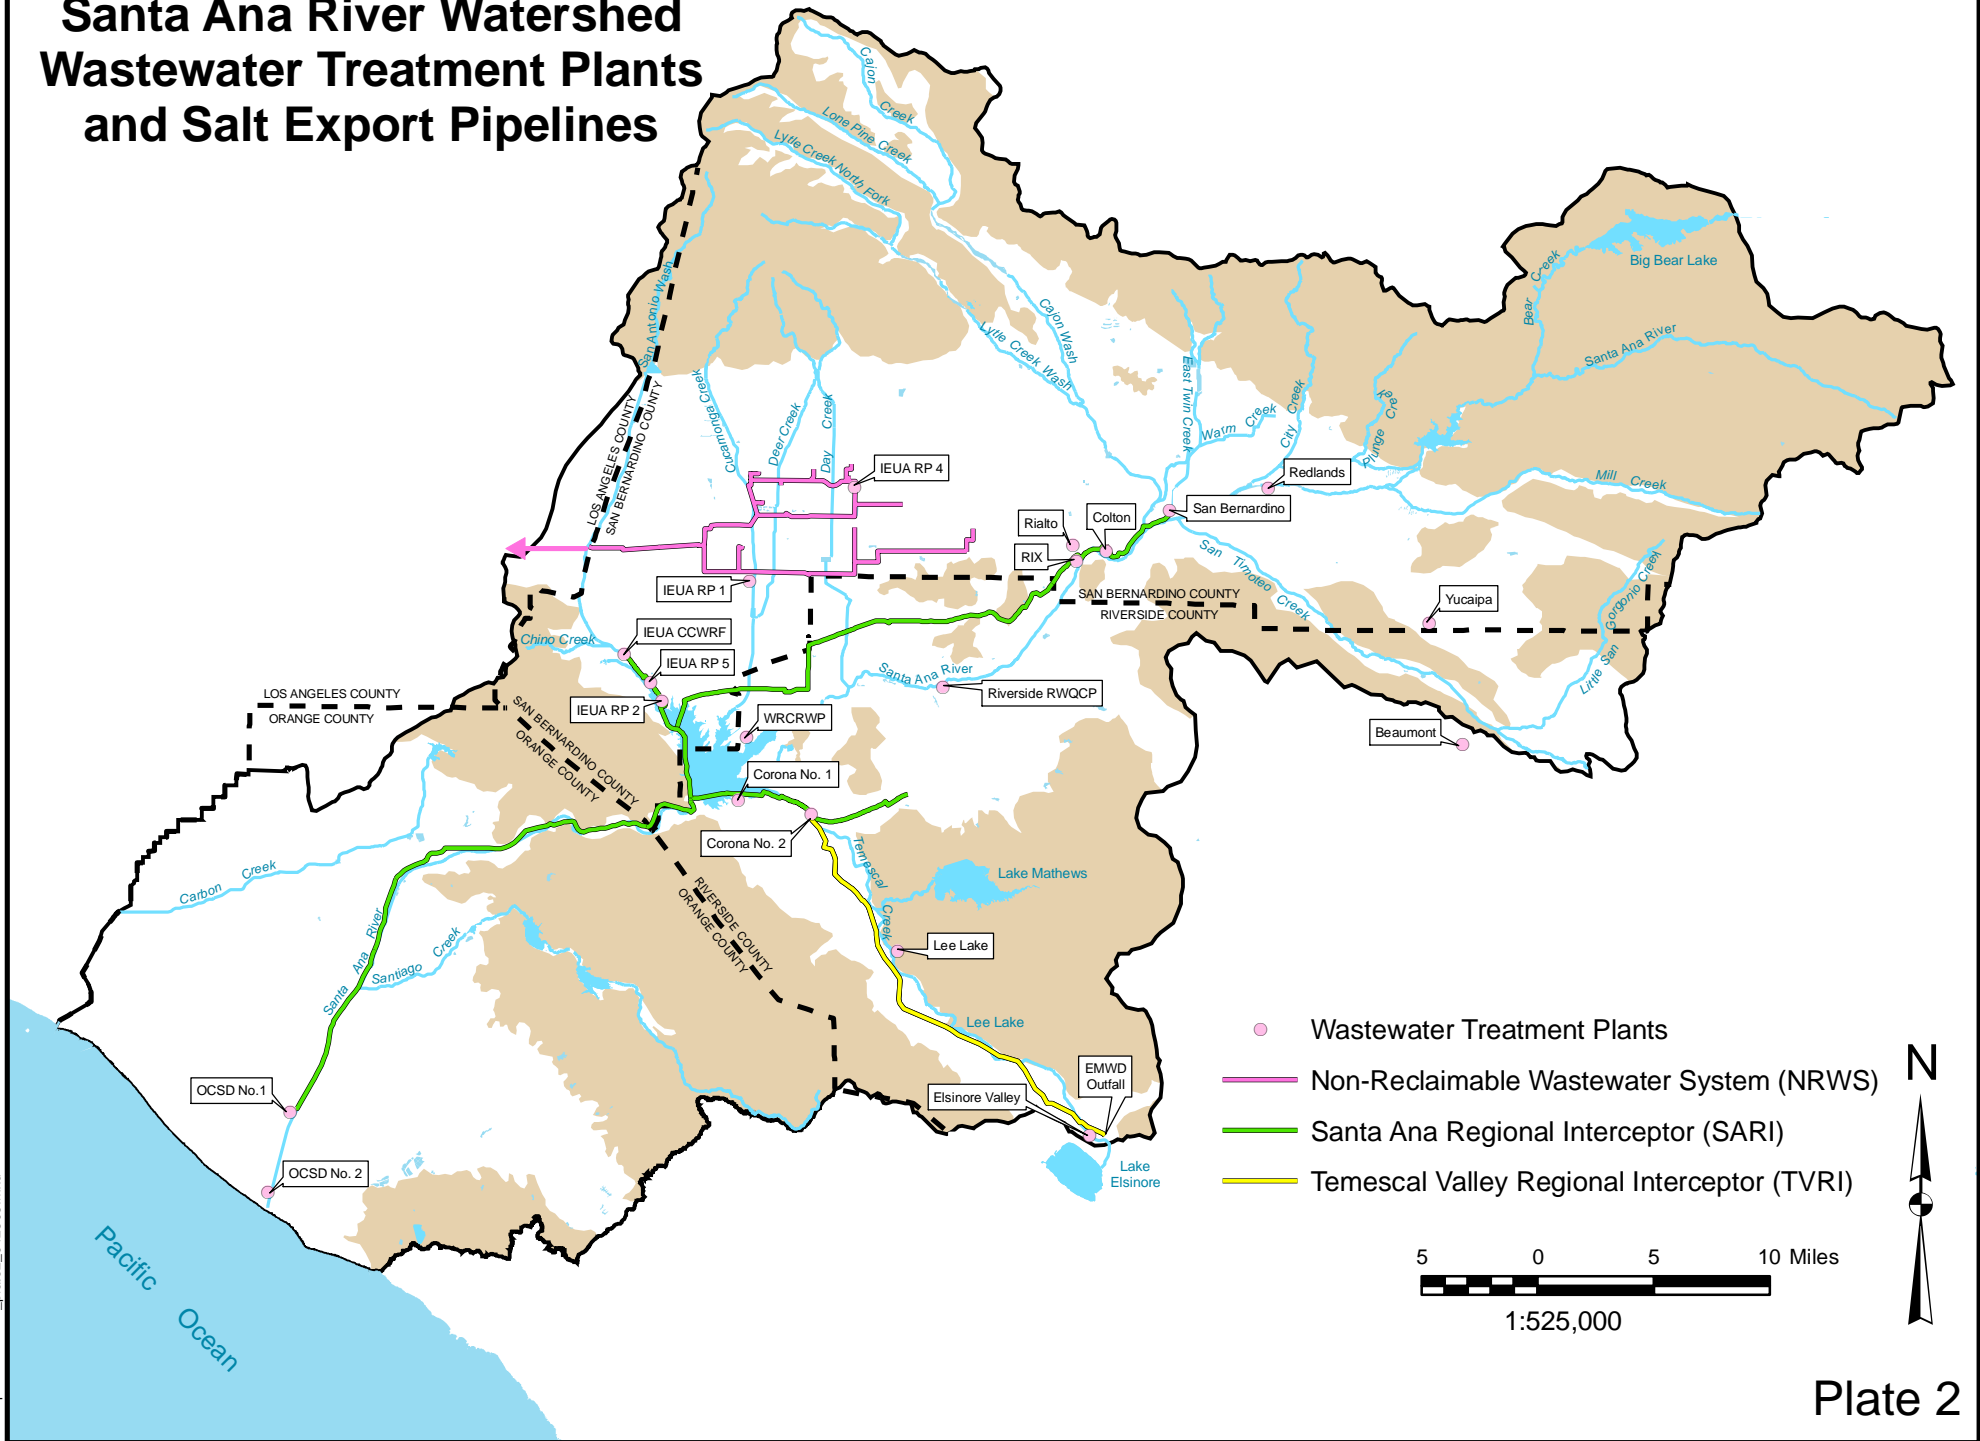 Santa Ana River Watershed
Wastewater Treatment Plants
and Salt Export Pipelines
Cajon
Creek
Lone Pine Creek
Lytle Creek North Fork
San Antonio Wash
Cajon Wash
Lytle Creek Wash
Bear Creek
Big Bear Lake
Santa Ana River
East Twin Creek
Warm Creek
City Creek
Plunge Creek
Mill Creek
Cucamonga Creek
Deer Creek
Day Creek
LOS ANGELES COUNTY
SAN BERNARDINO COUNTY
IEUA RP 4
Redlands
San Bernardino
Rialto
Colton
RIX
IEUA RP 1
San Timoteo Creek
SAN BERNARDINO COUNTY
RIVERSIDE COUNTY
Yucaipa
Little San Gorgonio Creek
Chino Creek
IEUA CCWRF
IEUA RP 5
IEUA RP 2
Santa Ana River
Riverside RWQCP
WRCRWP
Beaumont
LOS ANGELES COUNTY
ORANGE COUNTY
SAN BERNARDINO COUNTY
ORANGE COUNTY
Corona No. 1
Corona No. 2
Carbon Creek
Temescal Creek
Lake Mathews
RIVERSIDE COUNTY
ORANGE COUNTY
Santa Ana River
Santiago Creek
Lee Lake
Lee Lake
EMWD
Outfall
Elsinore Valley
Lake
Elsinore
OCSD No.1
OCSD No. 2
Pacific Ocean
Wastewater Treatment Plants
Non-Reclaimable Wastewater System (NRWS)
Santa Ana Regional Interceptor (SARI)
Temescal Valley Regional Interceptor (TVRI)
N
5 0 5 10 Miles
1:525,000
Plate 2